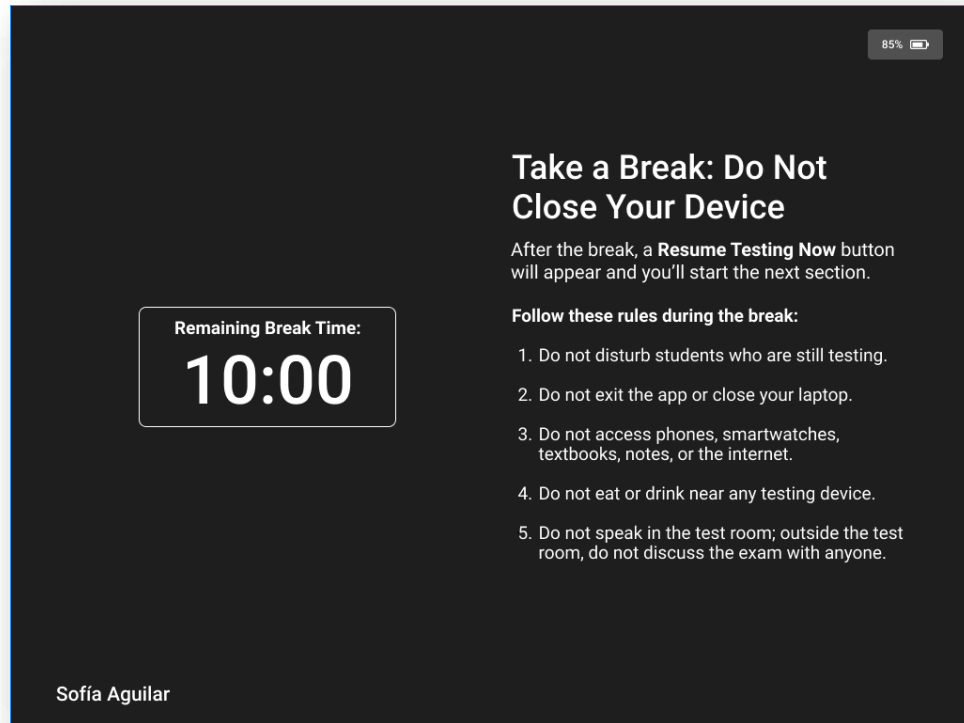 85%
Take a Break: Do Not
Close Your Device
After the break, a Resume Testing Now button
will appear and you’ll start the next section.
Remaining Break Time:
10:00
Follow these rules during the break:
1. Do not disturb students who are still testing.
2. Do not exit the app or close your laptop.
3. Do not access phones, smartwatches,
textbooks, notes, or the internet.
4. Do not eat or drink near any testing device.
5. Do not speak in the test room; outside the test
room, do not discuss the exam with anyone.
Sofía Aguilar